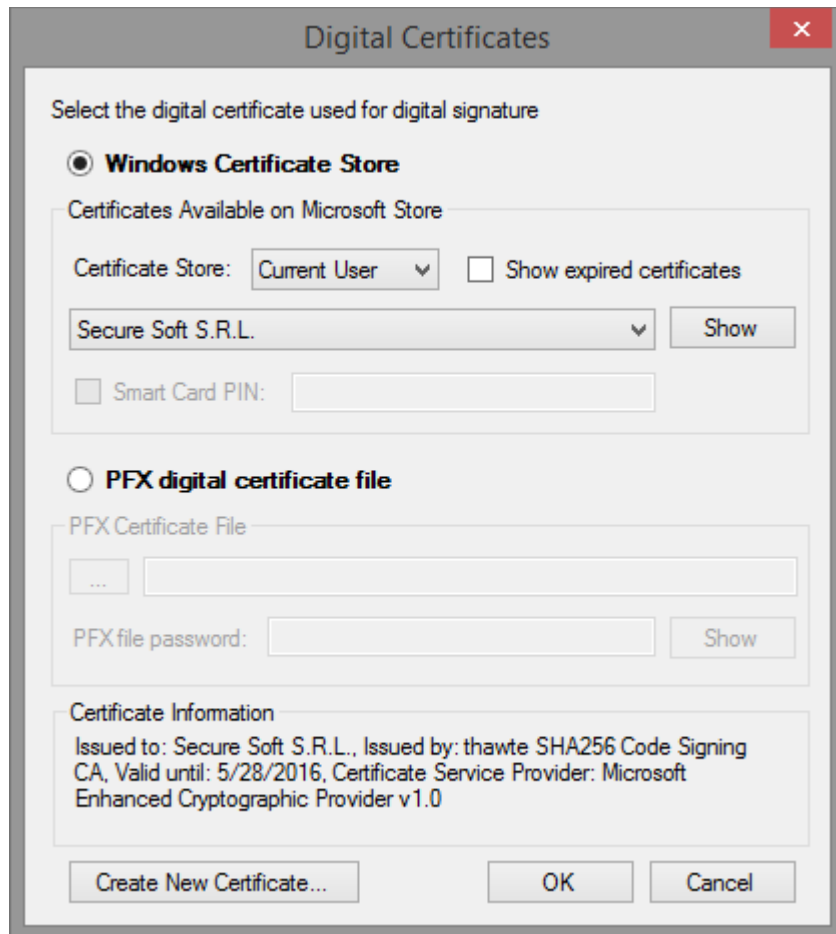 Digital Certificates
Select the digital certificate used for digital signature
Windows Certificate Store
Certificates Available on Microsoft Store
Certificate Store: Current User Show expired certificates
Secure Soft S.R.L. Show
Smart Card PIN:
PFX digital certificate file
PFX Certificate File
...
PFX file password: Show
Certificate Information
Issued to: Secure Soft S.R.L., Issued by: thawte SHA256 Code Signing
CA, Valid until: 5/28/2016, Certificate Service Provider: Microsoft
Enhanced Cryptographic Provider v1.0
Create New Certificate... OK Cancel